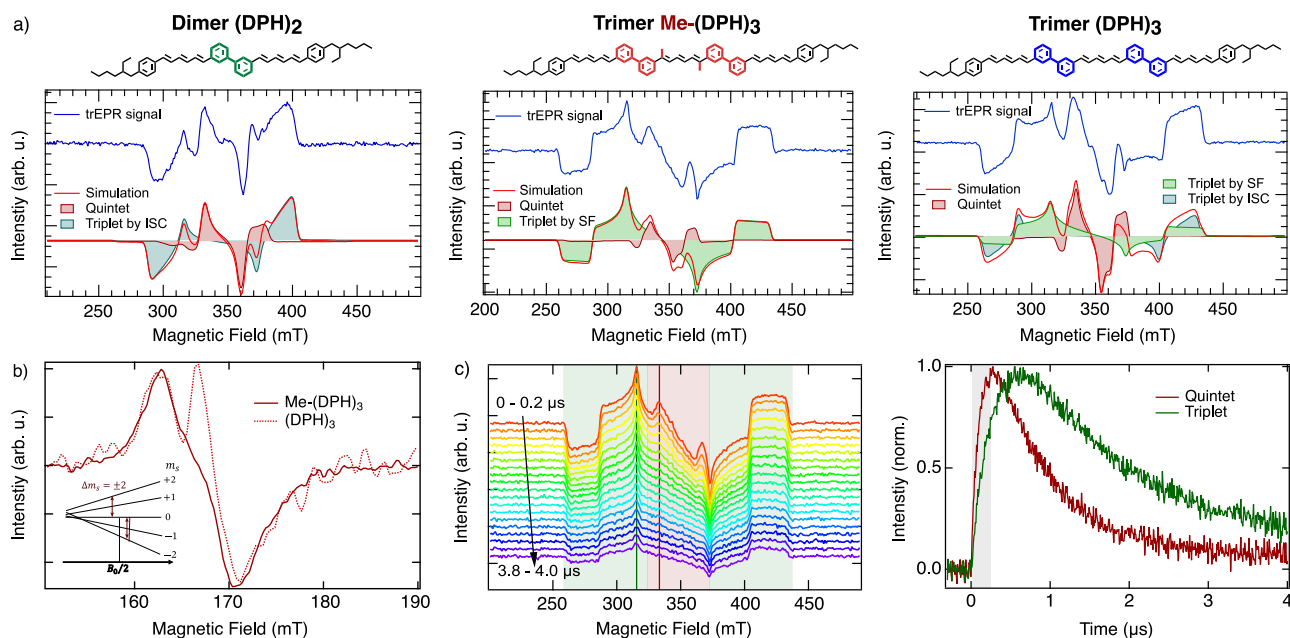 a)
Dimer (DPH)2
Trimer Me-(DPH)3
Trimer (DPH)3
Intenstiy (arb. u.)
trEPR signal
Simulation
Quintet
Triplet by ISC
250 300 350 400 450
Magnetic Field (mT)
Intenstiy (arb. u.)
trEPR signal
Simulation
Quintet
Triplet by SF
200 250 300 350 400 450
Magnetic Field (mT)
Intenstiy (arb. u.)
trEPR signal
Simulation
Quintet
Triplet by SF
Triplet by ISC
250 300 350 400 450
Magnetic Field (mT)
b)
Intenstiy (arb. u.)
Me-(DPH)3
(DPH)3
ms
Δms = ±2
+2
+1
0
−1
−2
B0/2
160 170 180 190
Magnetic Field (mT)
c)
Intenstiy (arb. u.)
0 - 0.2 µs
3.8 - 4.0 µs
250 300 350 400 450
Magnetic Field (mT)
Intenstiy (norm.)
1.0
0.5
0.0
Quintet
Triplet
0 1 2 3 4
Time (µs)